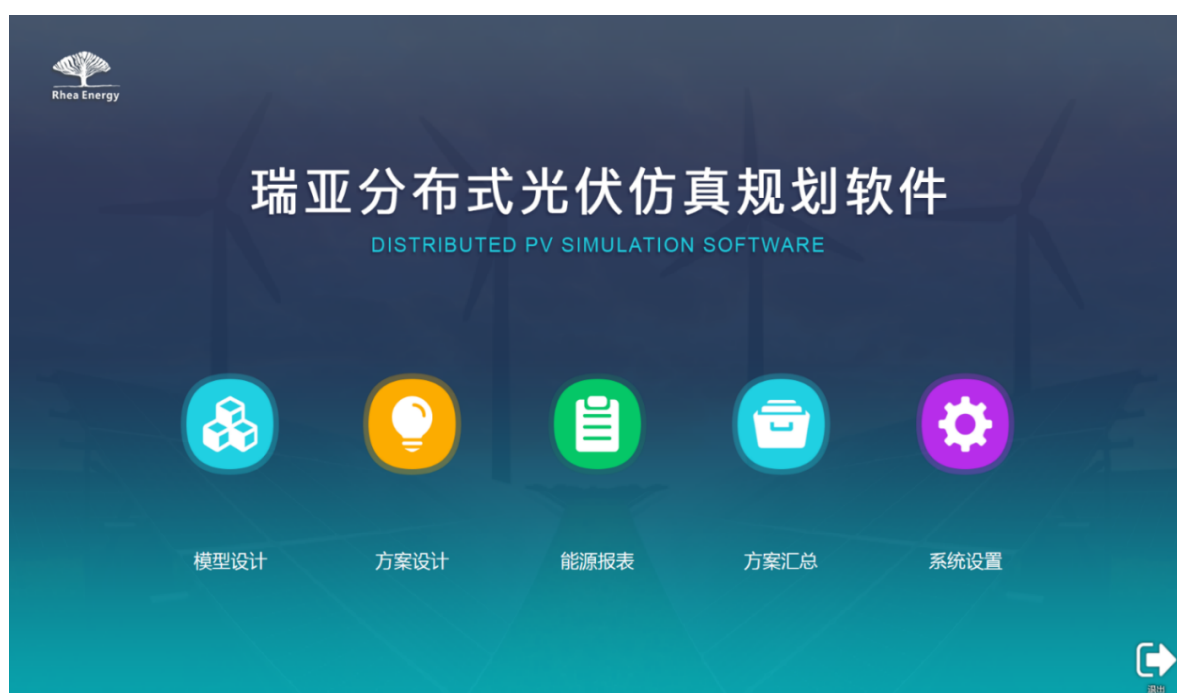 Rhea Energy
瑞亚分布式光伏仿真规划软件
DISTRIBUTED PV SIMULATION SOFTWARE
模型设计
方案设计
能源报表
方案汇总
系统设置
退出